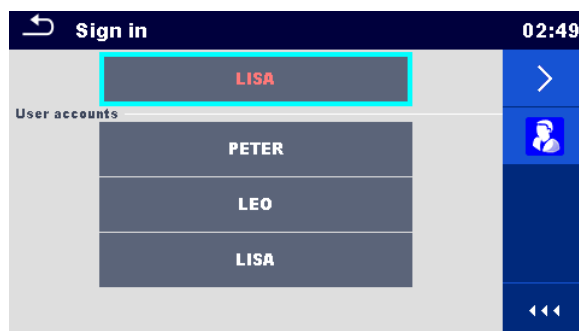 Sign in 02:49
LISA
User accounts
PETER
LEO
LISA